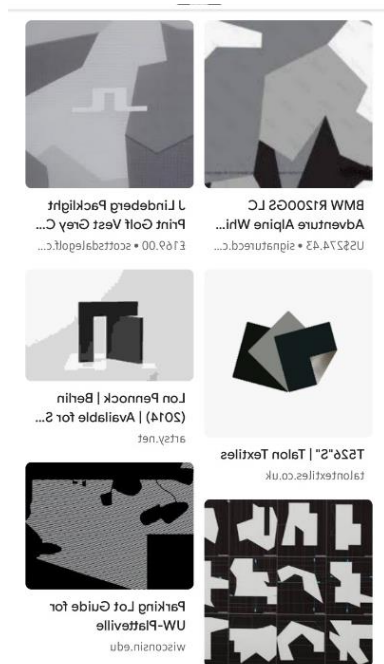 BMW R1200GS LC
Adventure Alpine Whi...
US$274.43 • signaturecd.c...
T526"S" | Talon Textiles
talontextiles.co.uk
J Lindeberg Packlight
Print Golf Vest Grey C...
£169.00 • scottsdalegolf.c...
Lon Pennock | Berlin
(2014) | Available for S...
artsy.net
Parking Lot Guide for
UW-Platteville
wisconsin.edu